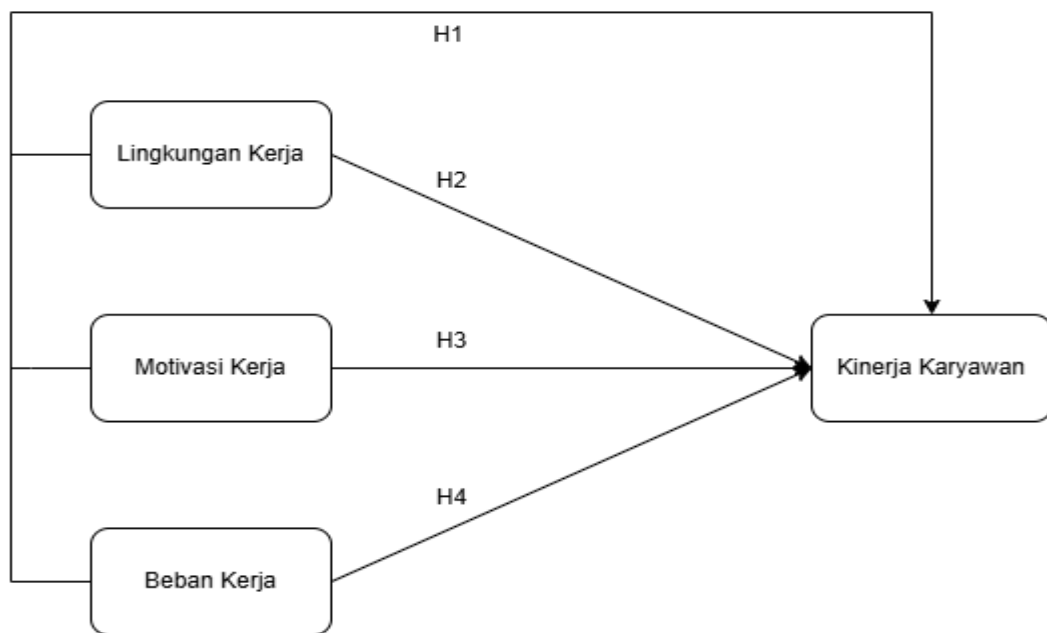 H1
Lingkungan Kerja
H2
Motivasi Kerja
H3
Kinerja Karyawan
H4
Beban Kerja